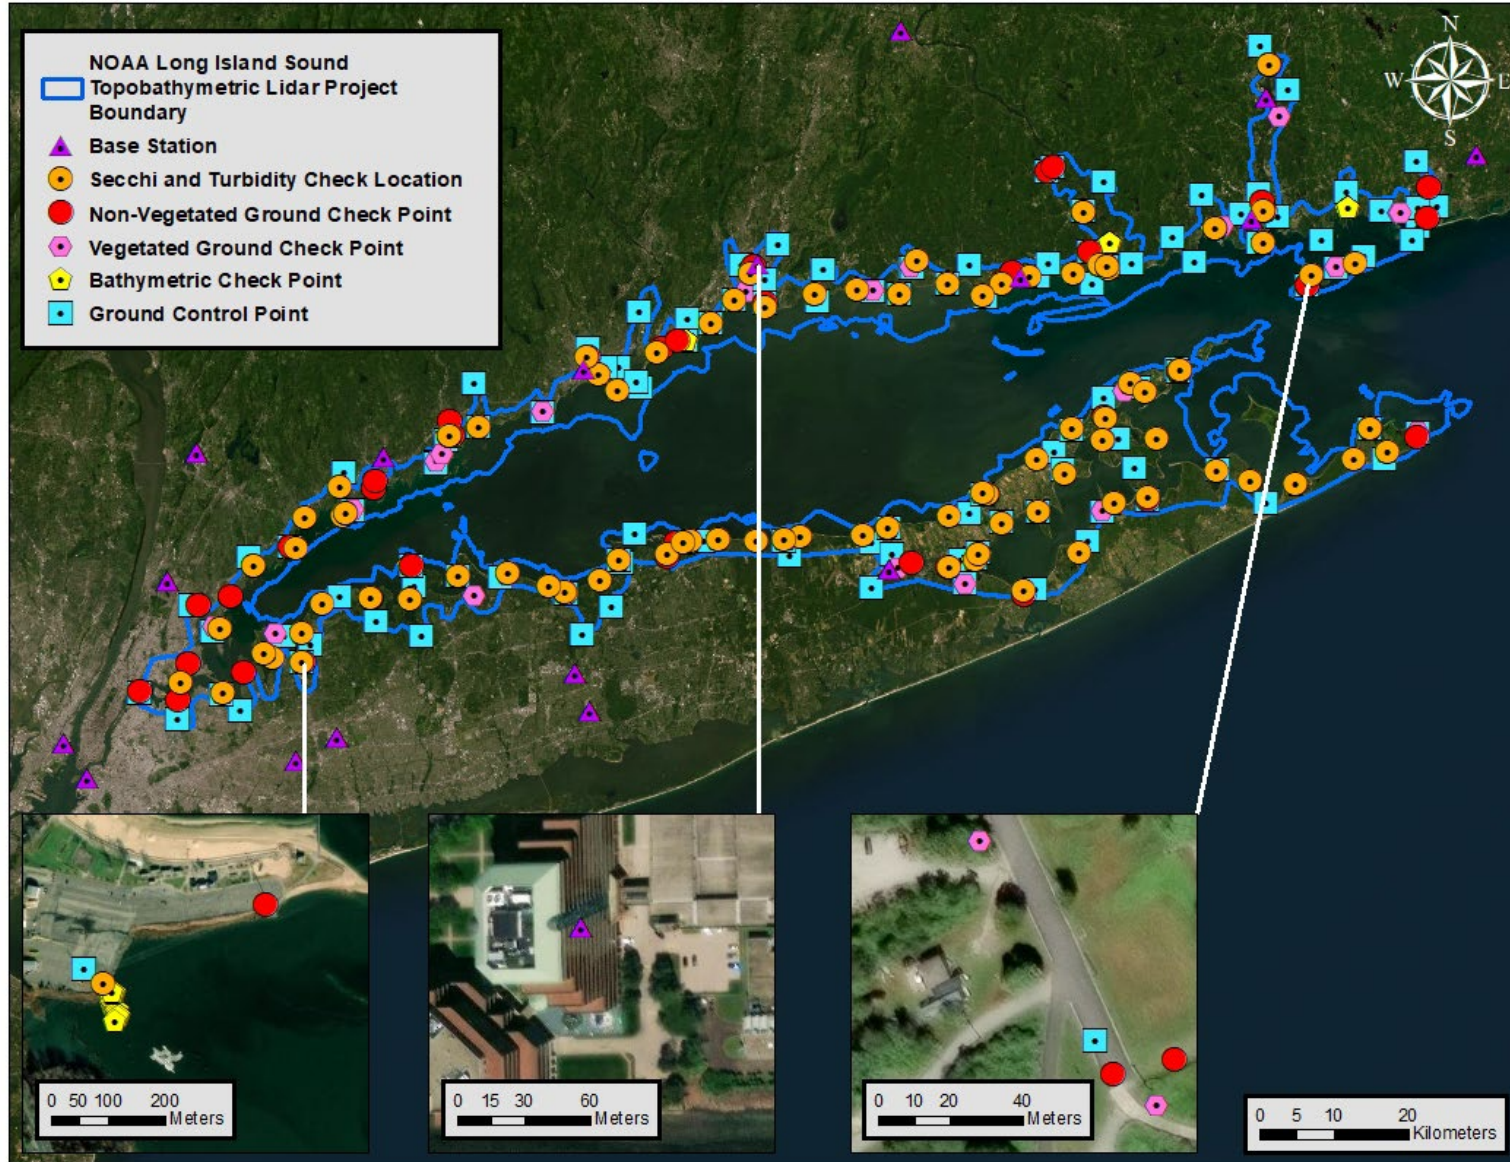 NOAA Long Island Sound
Topobathymetric Lidar Project
Boundary
Base Station
Secchi and Turbidity Check Location
Non-Vegetated Ground Check Point
Vegetated Ground Check Point
Bathymetric Check Point
Ground Control Point
N
W E
S
0 50 100 200
Meters
0 15 30 60
Meters
0 10 20 40
Meters
0 5 10 20
Kilometers